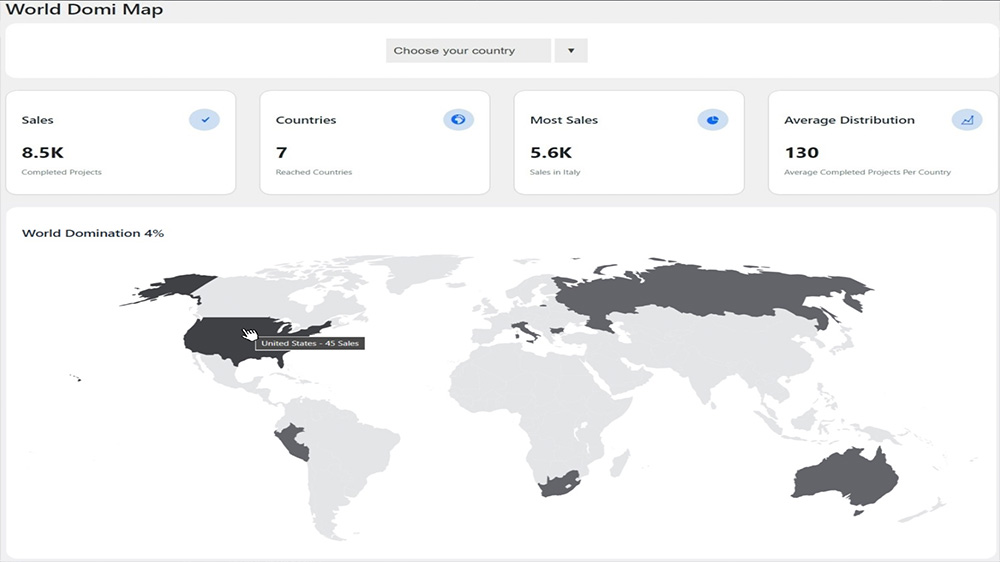 World Domi Map
Choose your country
Sales
8.5K
Completed Projects
Countries
7
Reached Countries
Most Sales
5.6K
Sales in Italy
Average Distribution
130
Average Completed Projects Per Country
World Domination 4%
United States - 45 Sales